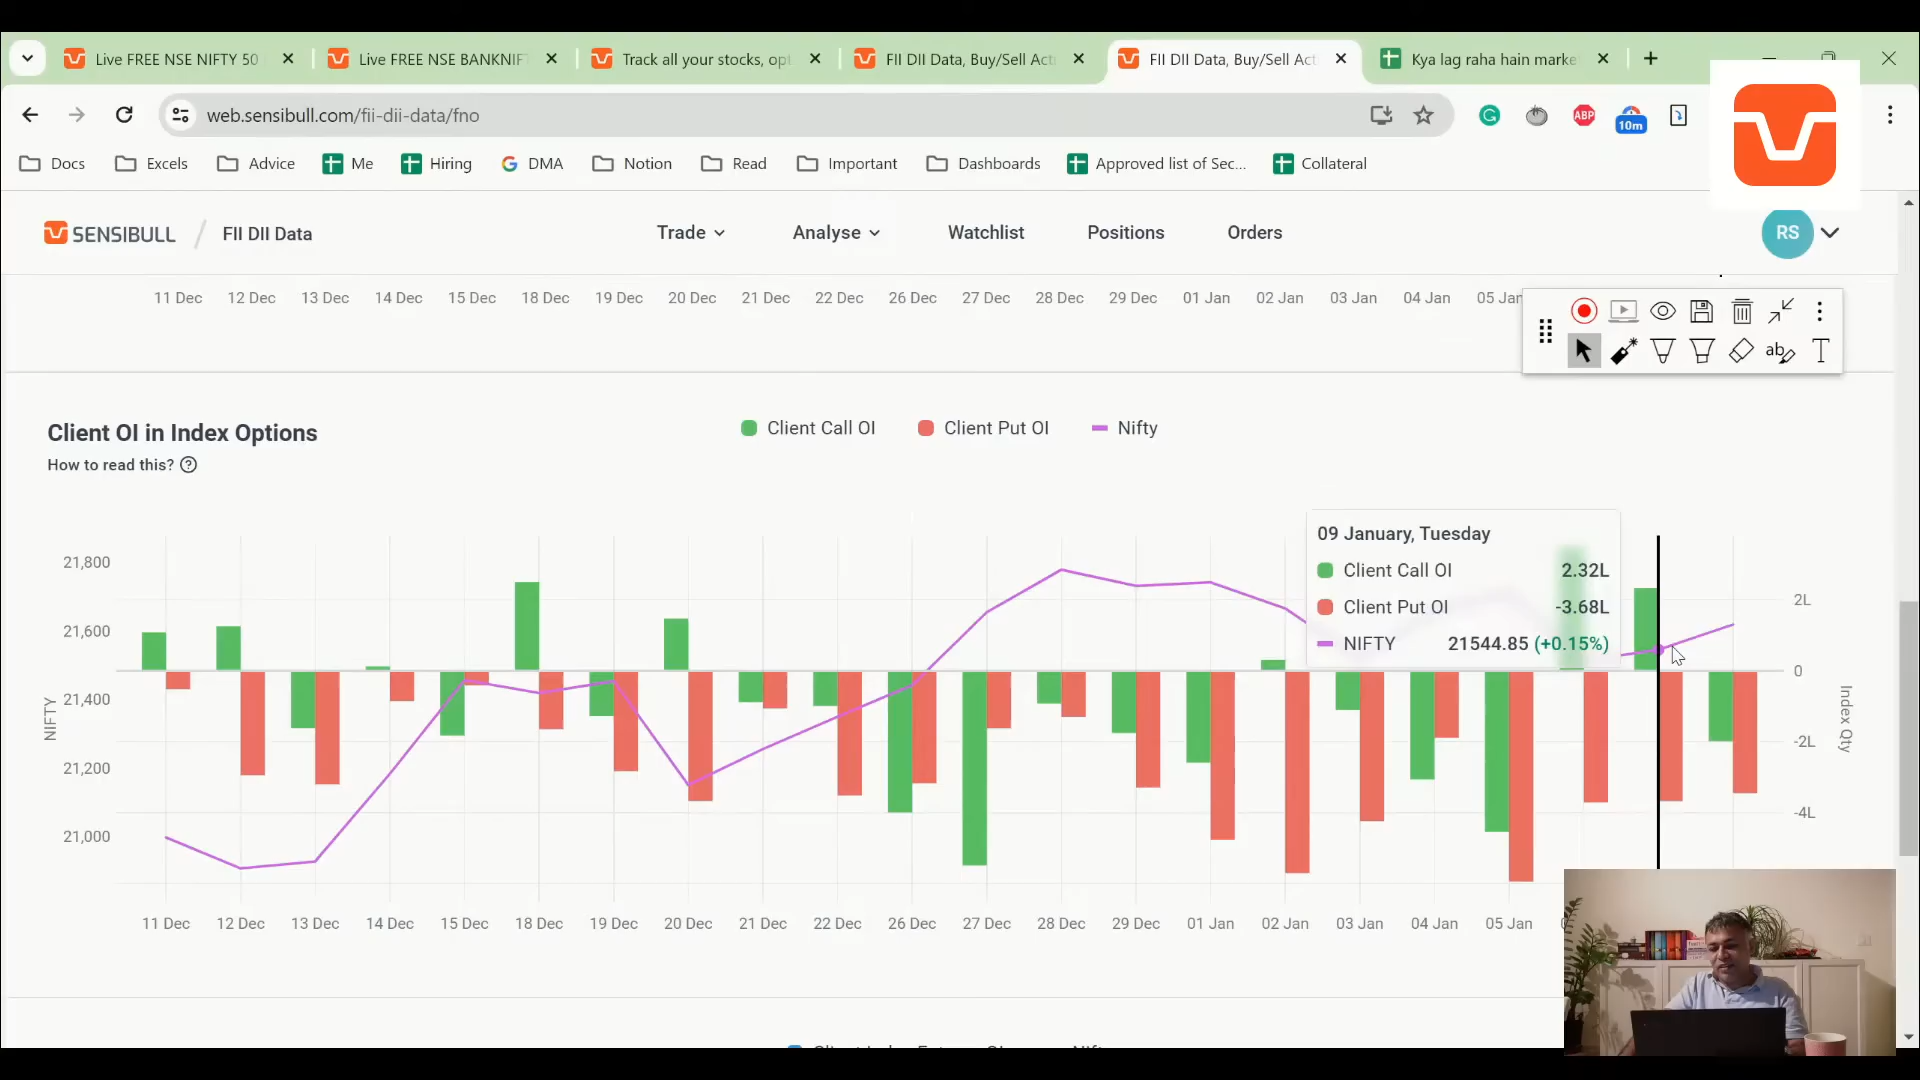 Live FREE NSE NIFTY 50
Live FREE NSE BANKNIFT
Track all your stocks, opt
FII DII Data, Buy/Sell Act
FII DII Data, Buy/Sell Act
Kya lag raha hain marke
web.sensibull.com/fii-dii-data/fno
ABP
10m
Docs
Excels
Advice
Me
Hiring
DMA
Notion
Read
Important
Dashboards
Approved list of Sec...
Collateral
SENSIBULL / FII DII Data
Trade
Analyse
Watchlist
Positions
Orders
RS
11 Dec 12 Dec 13 Dec 14 Dec 15 Dec 18 Dec 19 Dec 20 Dec 21 Dec 22 Dec 26 Dec 27 Dec 28 Dec 29 Dec 01 Jan 02 Jan 03 Jan 04 Jan 05 Jan
Client OI in Index Options
Client Call OI Client Put OI Nifty
How to read this? ?
09 January, Tuesday
Client Call OI 2.32L
Client Put OI -3.68L
NIFTY 21544.85 (+0.15%)
21,800
21,600
21,400
21,200
21,000
NIFTY
2L
0
-2L
-4L
Index Qty
11 Dec 12 Dec 13 Dec 14 Dec 15 Dec 18 Dec 19 Dec 20 Dec 21 Dec 22 Dec 26 Dec 27 Dec 28 Dec 29 Dec 01 Jan 02 Jan 03 Jan 04 Jan 05 Jan